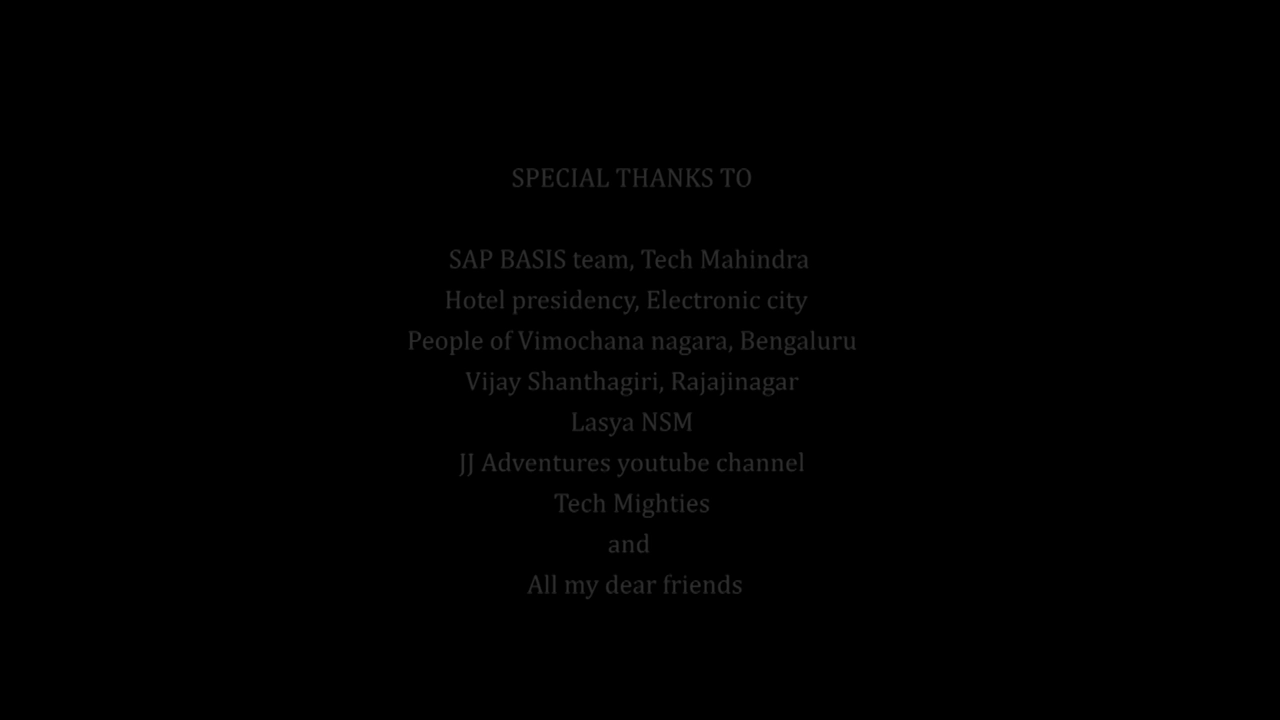 SPECIAL THANKS TO
SAP BASIS team, Tech Mahindra
Hotel presidency, Electronic city
People of Vimochana nagara, Bengaluru
Vijay Shanthagiri, Rajajinagar
Lasya NSM
JJ Adventures youtube channel
Tech Mighties
and
All my dear friends